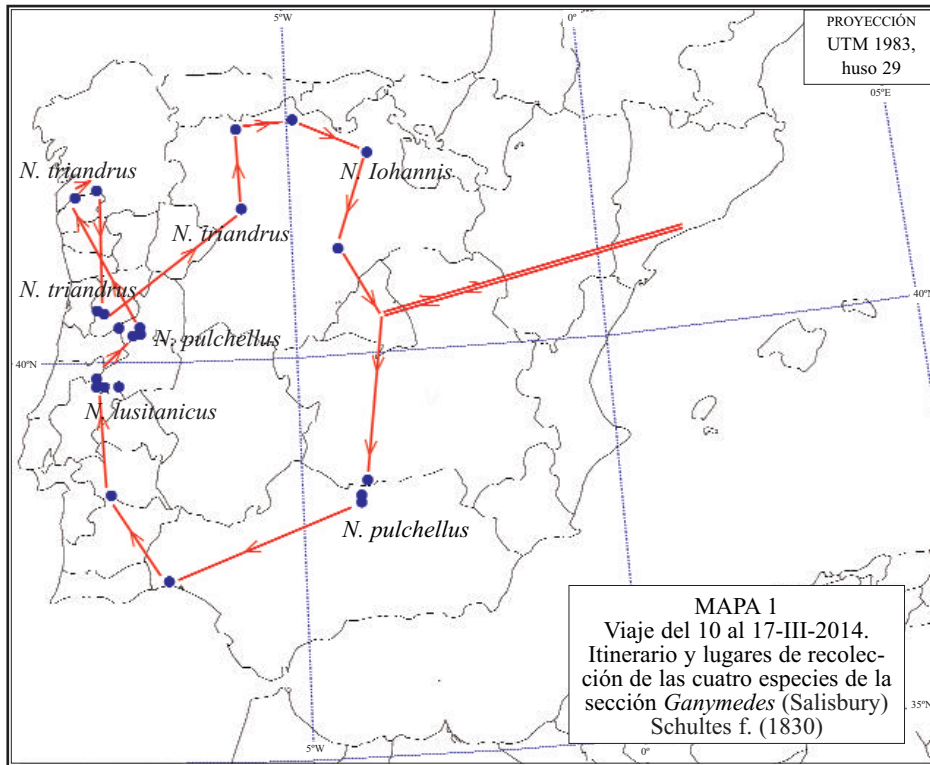 5ºW
0º
PROYECCIÓN
UTM 1983,
huso 29
05ºE
N. triandrus
N. Iohannis
N. triandrus
N. triandrus
40ºN
N. pulchellus
40ºN
N. lusitanicus
N. pulchellus
MAPA 1
Viaje del 10 al 17-III-2014.
Itinerario y lugares de recolec-
ción de las cuatro especies de la
sección Ganymedes (Salisbury)
Schultes f. (1830)
35ºN
5ºW
0º